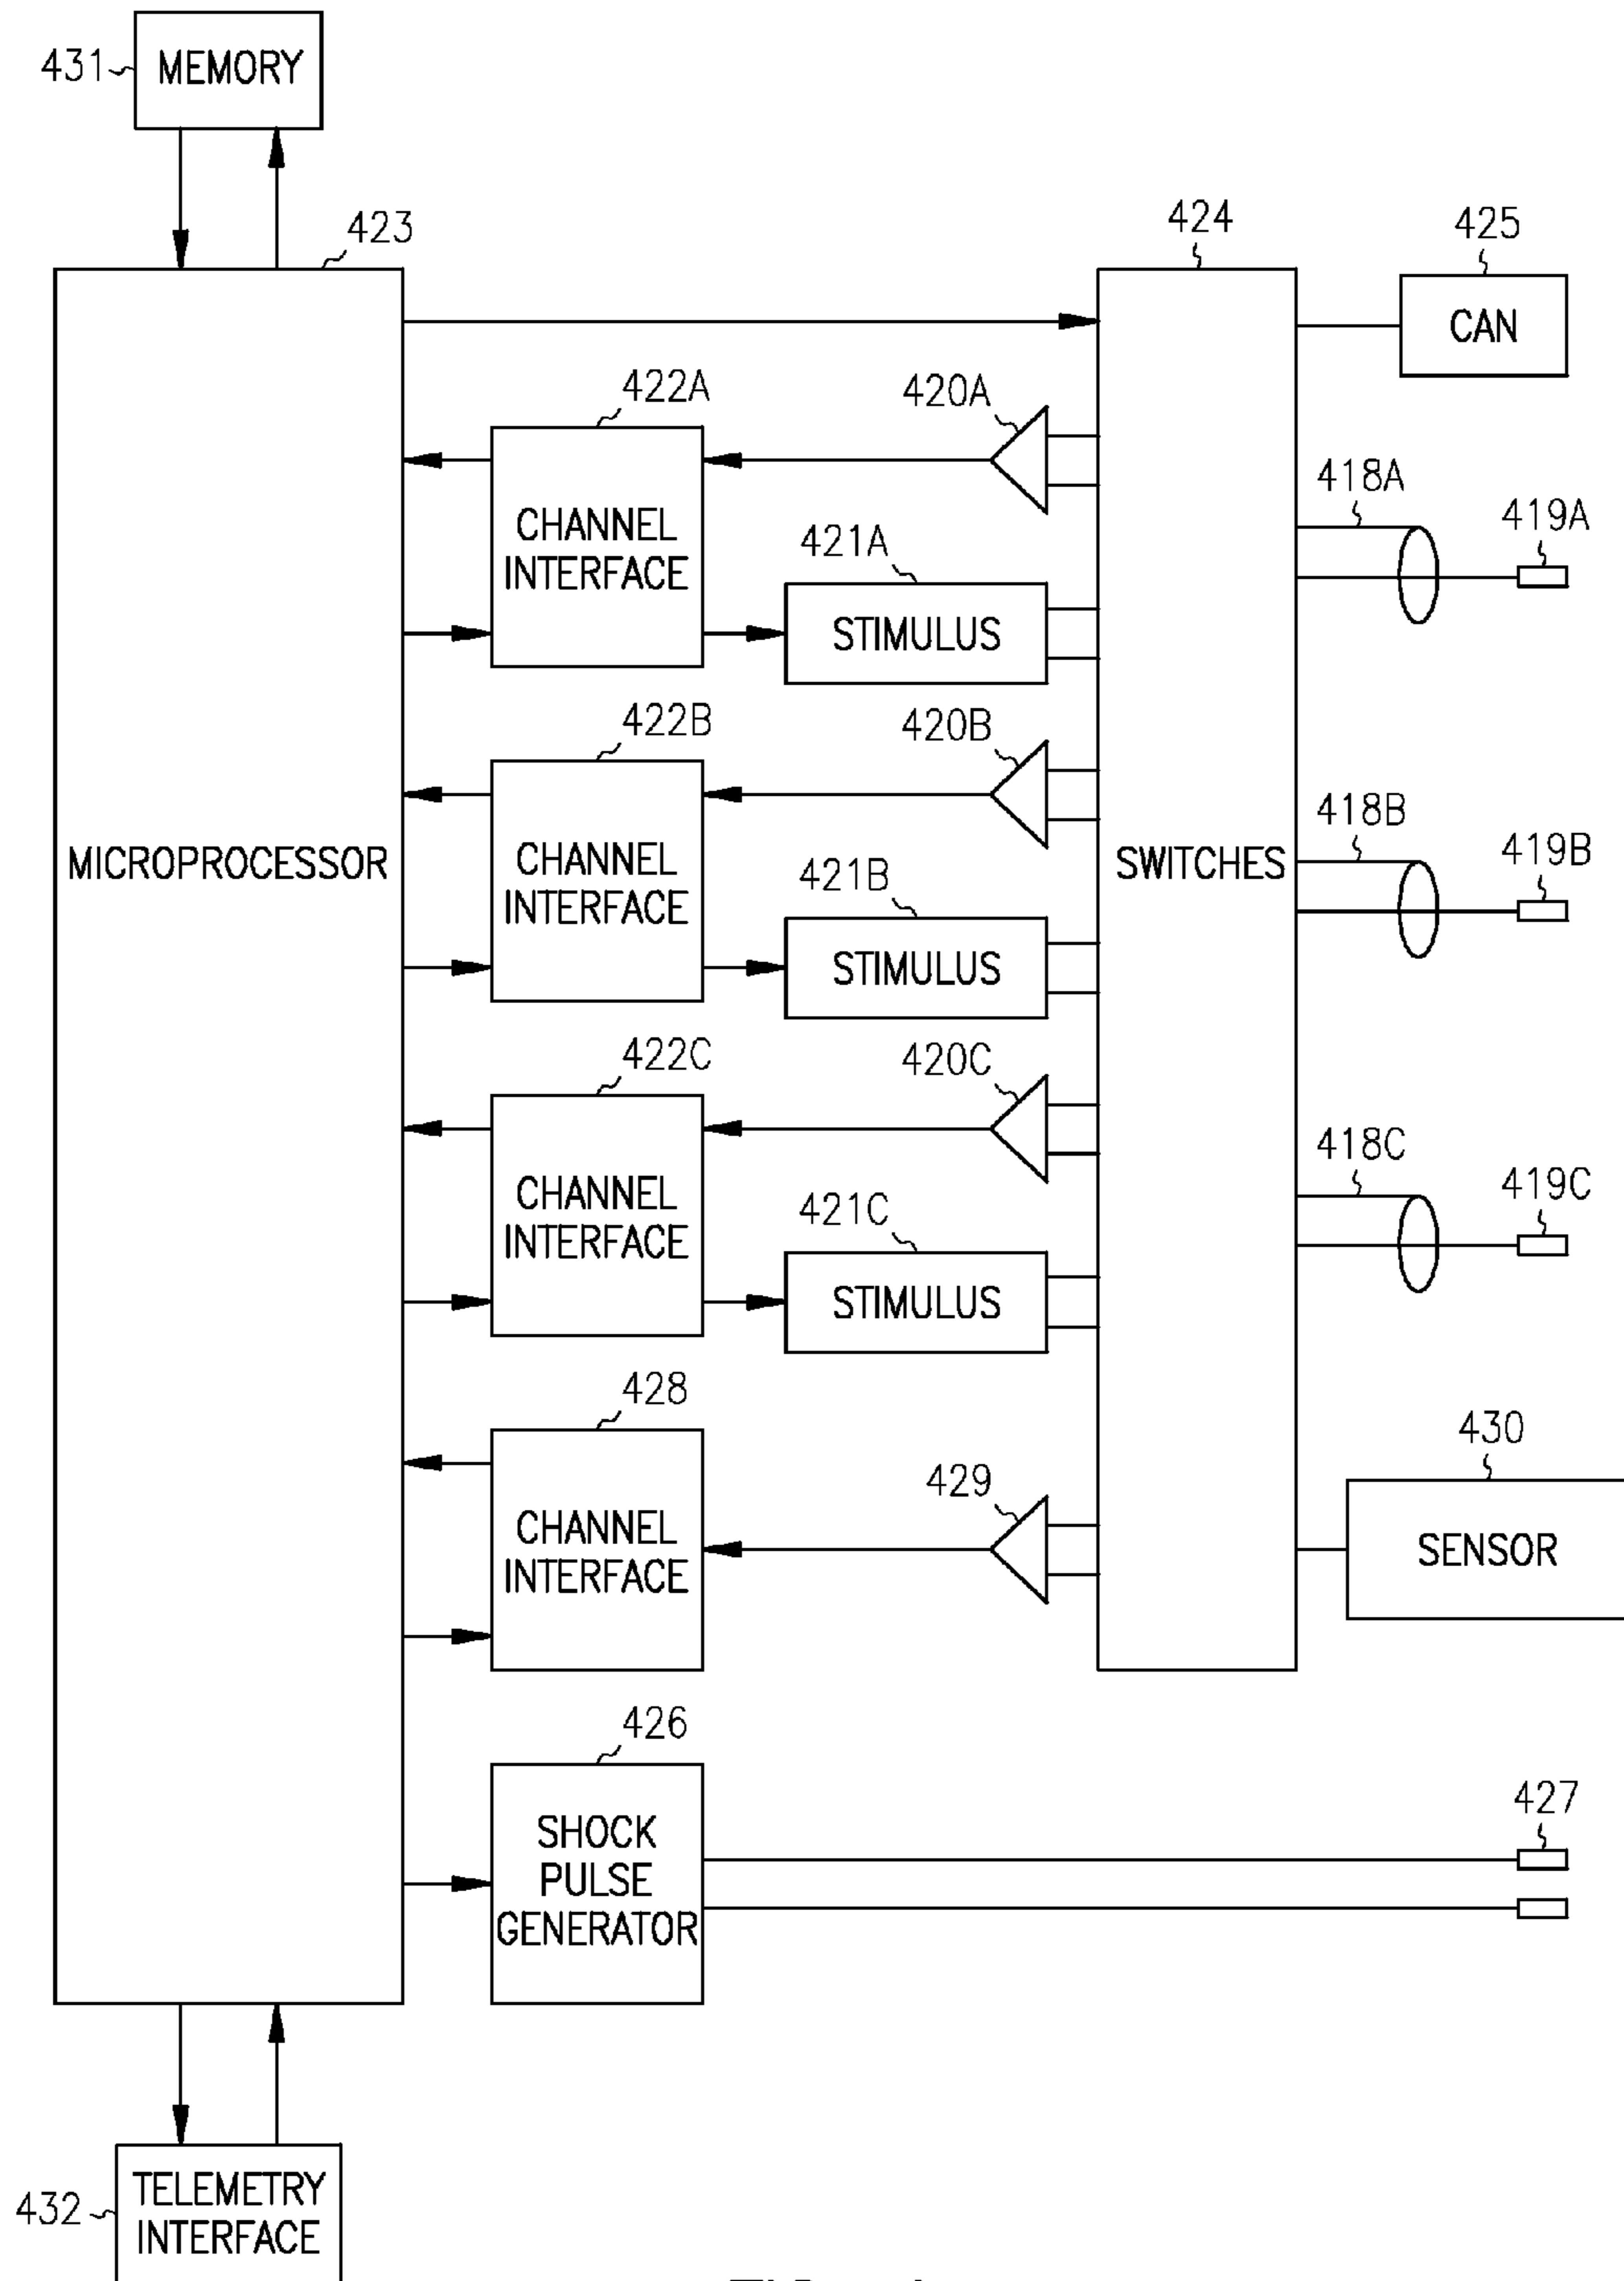 431
MEMORY
423
424
425
CAN
422A
420A
CHANNEL
INTERFACE
418A
419A
421A
STIMULUS
422B
420B
MICROPROCESSOR
CHANNEL
INTERFACE
SWITCHES
418B
419B
421B
STIMULUS
422C
420C
CHANNEL
INTERFACE
418C
419C
421C
STIMULUS
428
CHANNEL
INTERFACE
429
430
SENSOR
426
SHOCK
PULSE
GENERATOR
427
432
TELEMETRY
INTERFACE